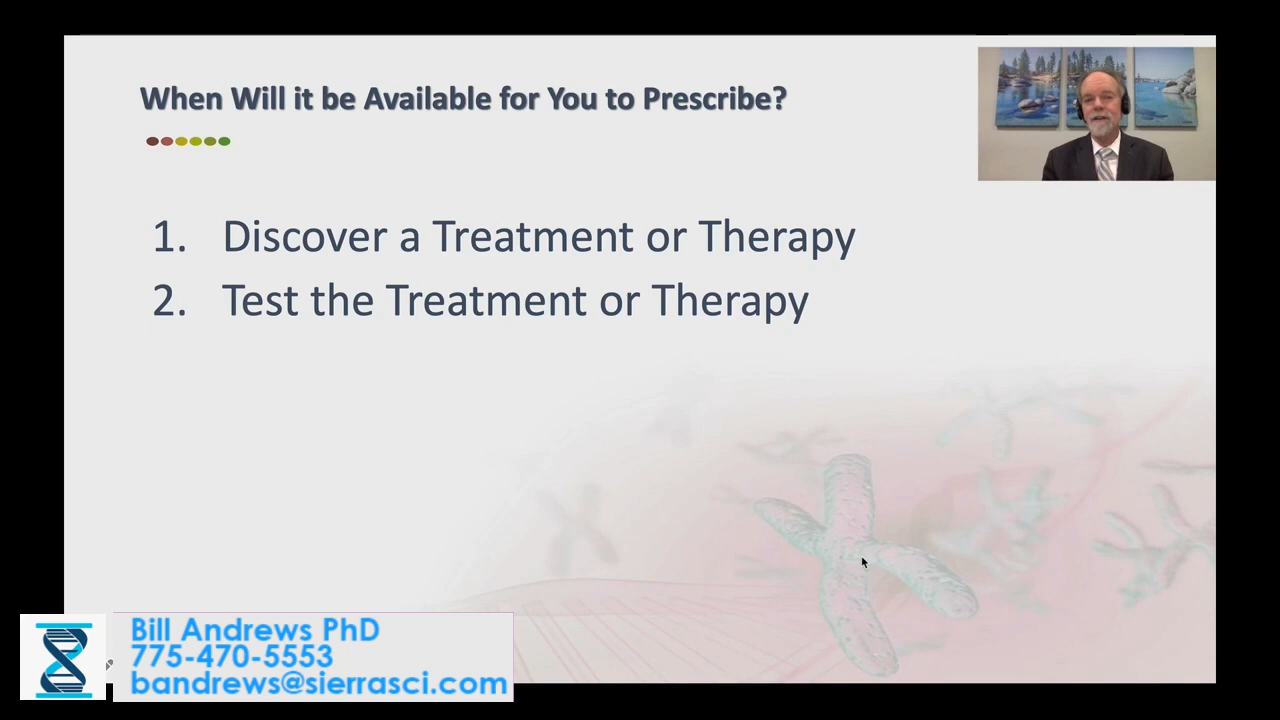 When Will it be Available for You to Prescribe?
1. Discover a Treatment or Therapy
2. Test the Treatment or Therapy
Bill Andrews PhD
775-470-5553
bandrews@sierrasci.com